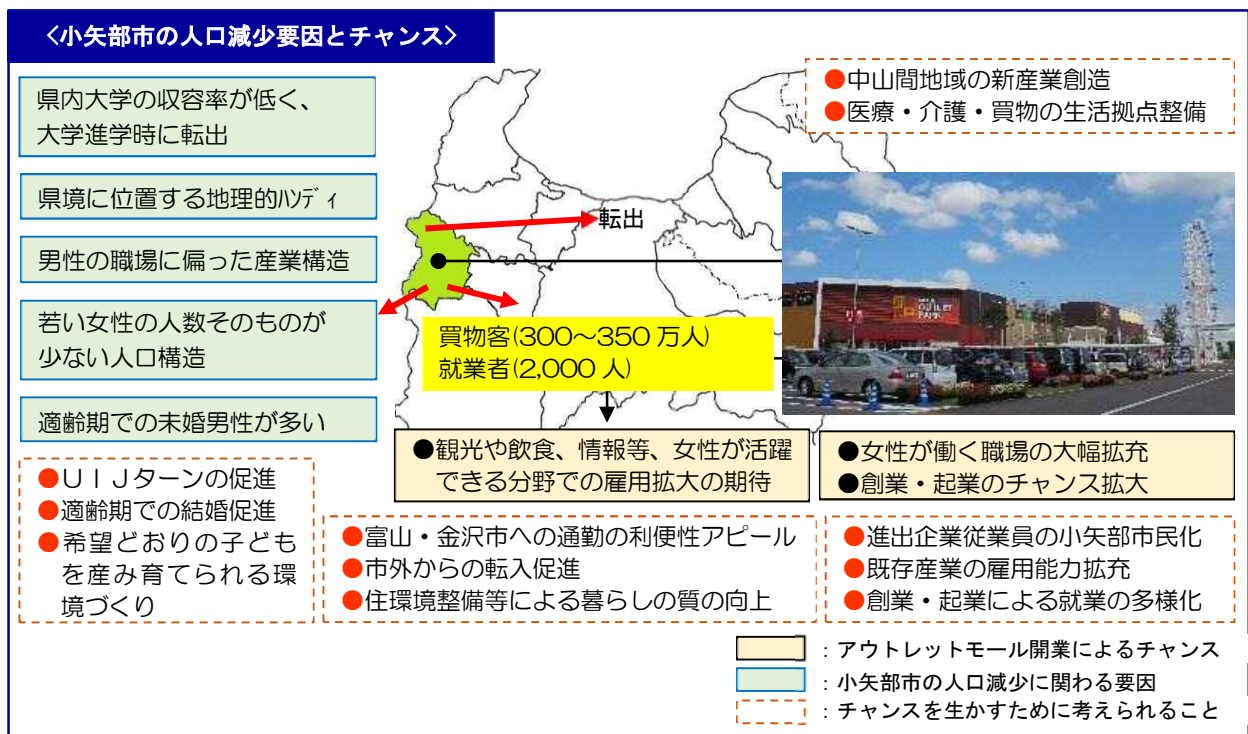 〈小矢部市の人口減少要因とチャンス〉
県内大学の収容率が低く、
大学進学時に転出
県境に位置する地理的ﾊﾝﾃﾞｨ
男性の職場に偏った産業構造
若い女性の人数そのものが
少ない人口構造
適齢期での未婚男性が多い
●中山間地域の新産業創造
●医療・介護・買物の生活拠点整備
転出
OUTLET
PARK
買物客(300～350 万人)
就業者(2,000 人)
●観光や飲食、情報等、女性が活躍
できる分野での雇用拡大の期待
●女性が働く職場の大幅拡充
●創業・起業のチャンス拡大
●ＵＩＪターンの促進
●適齢期での結婚促進
●希望どおりの子ども
を産み育てられる環
境づくり
●富山・金沢市への通勤の利便性アピール
●市外からの転入促進
●住環境整備等による暮らしの質の向上
●進出企業従業員の小矢部市民化
●既存産業の雇用能力拡充
●創業・起業による就業の多様化
：アウトレットモール開業によるチャンス
：小矢部市の人口減少に関わる要因
：チャンスを生かすために考えられること